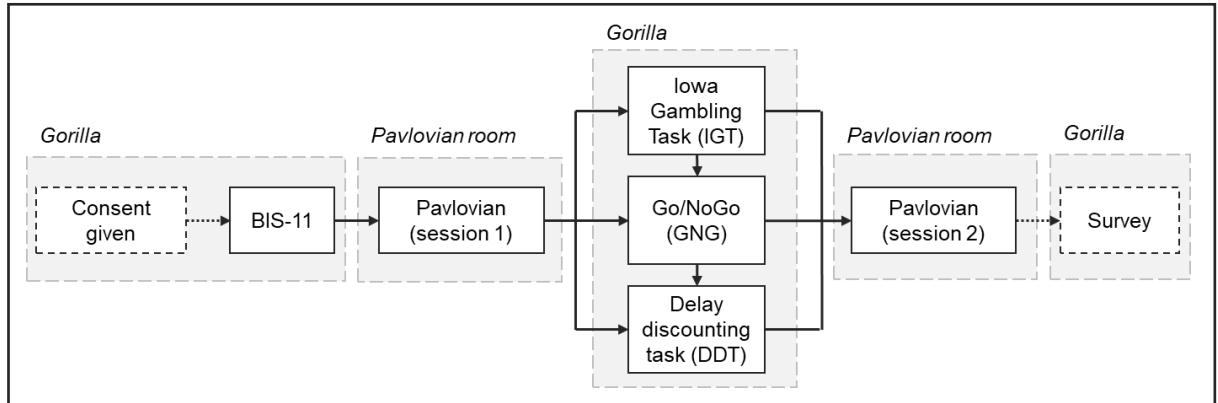 Gorilla
Consent
given
BIS-11
Pavlovian room
Pavlovian
(session 1)
Gorilla
Iowa
Gambling
Task (IGT)
Go/NoGo
(GNG)
Delay
discounting
task (DDT)
Pavlovian room
Pavlovian
(session 2)
Gorilla
Survey